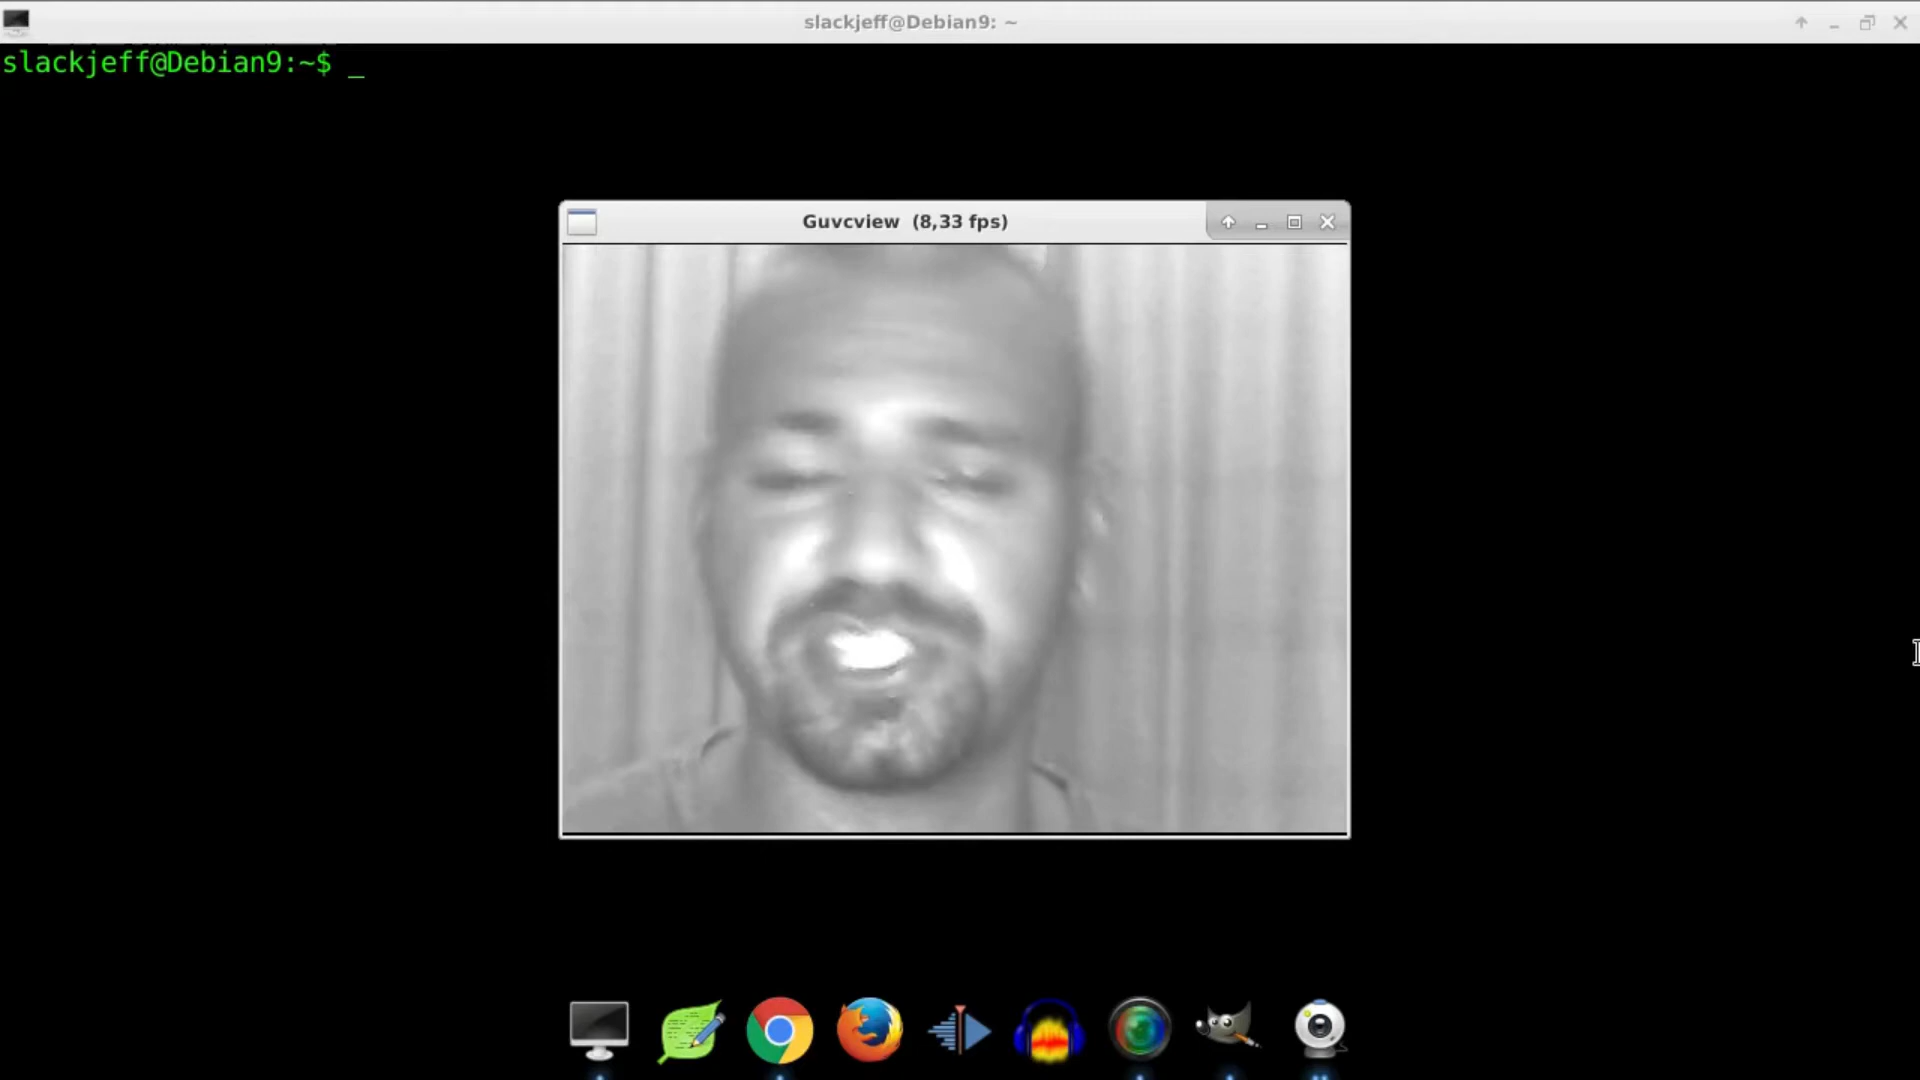 slackjeff@Debian9: ~
slackjeff@Debian9:~$ _
Guvcview (8,33 fps)